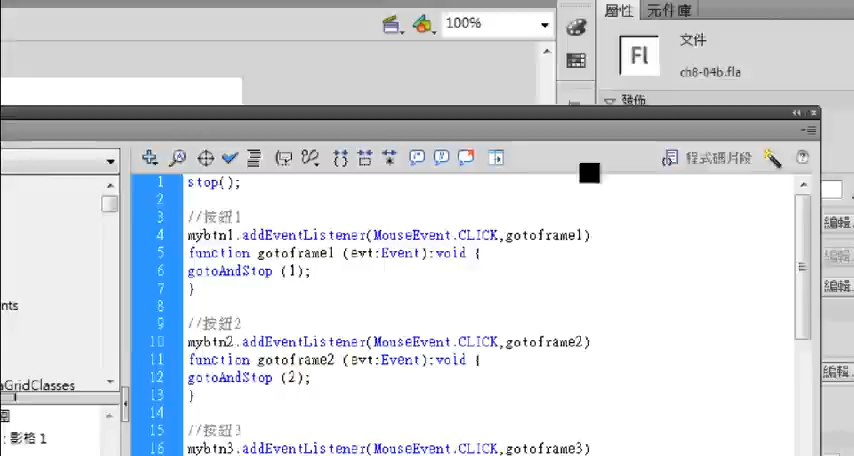 100%
屬性 元件庫
Fl
文件
ch8-04b.fla
發佈
程式碼片段
1 stop();
2
3 //按鈕1
4 mybtn1.addEventListener(MouseEvent.CLICK,gotoframe1)
5 function gotoframe1 (evt:Event):void {
6 gotoAndStop (1);
7 }
8
9 //按鈕2
10 mybtn2.addEventListener(MouseEvent.CLICK,gotoframe2)
11 function gotoframe2 (evt:Event):void {
12 gotoAndStop (2);
13 }
14
15 //按鈕3
16 mybtn3.addEventListener(MouseEvent.CLICK,gotoframe3)
nts
aGridClasses
: 影格 1
編輯
編輯
編輯
編輯